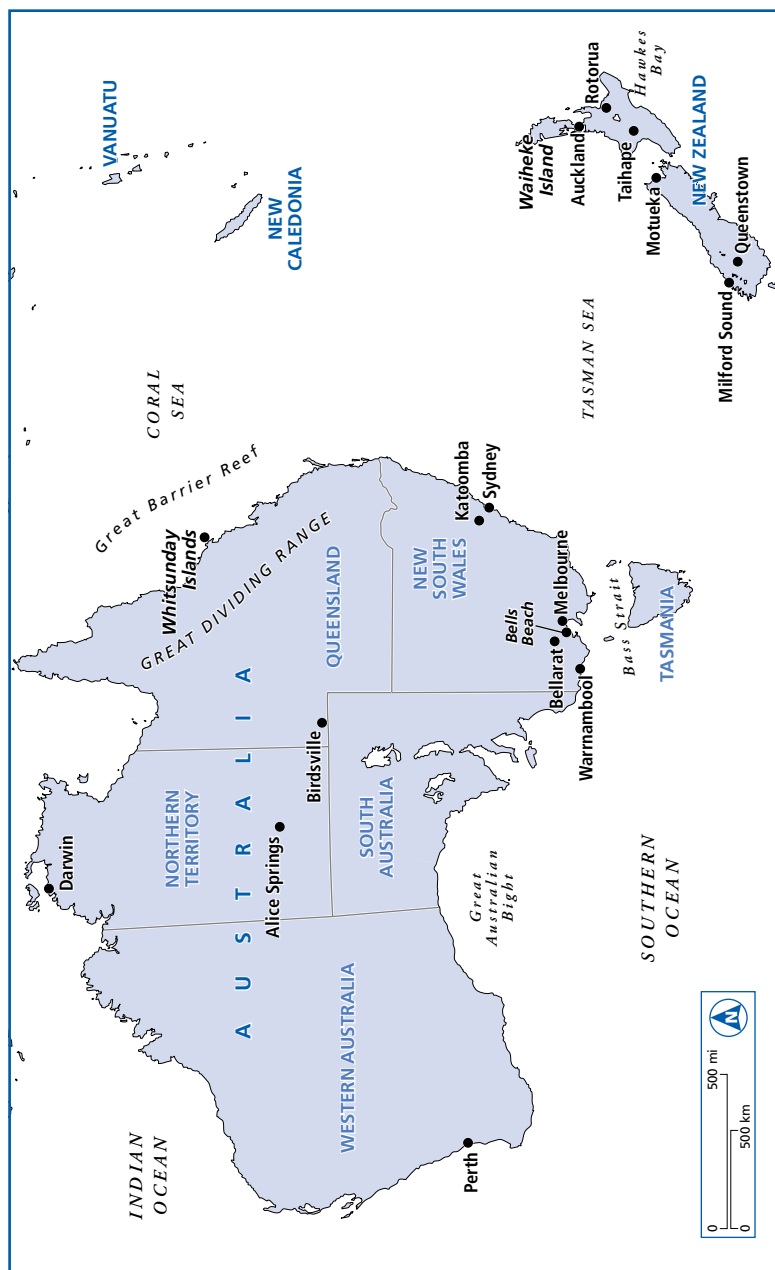 INDIAN
OCEAN
Darwin
NORTHERN
TERRITORY
AUSTRALIA
Alice Springs
WESTERN AUSTRALIA
Perth
Birdsville
SOUTH
AUSTRALIA
Great
Australian
Bight
SOUTHERN
OCEAN
Great Barrier Reef
Whitsunday
Islands
GREAT DIVIDING RANGE
QUEENSLAND
NEW
SOUTH
WALES
Katoomba
Sydney
Bells
Beach
Melbourne
Bellarat
Warnambool
Bass Strait
TASMANIA
CORAL
SEA
VANUATU
NEW
CALEDONIA
TASMAN SEA
Waiheke
Island
Auckland
Rotorua
Hawkes
Bay
Taihape
Motueka
NEW ZEALAND
Queenstown
Milford Sound
0 500 mi
0 500 km
N